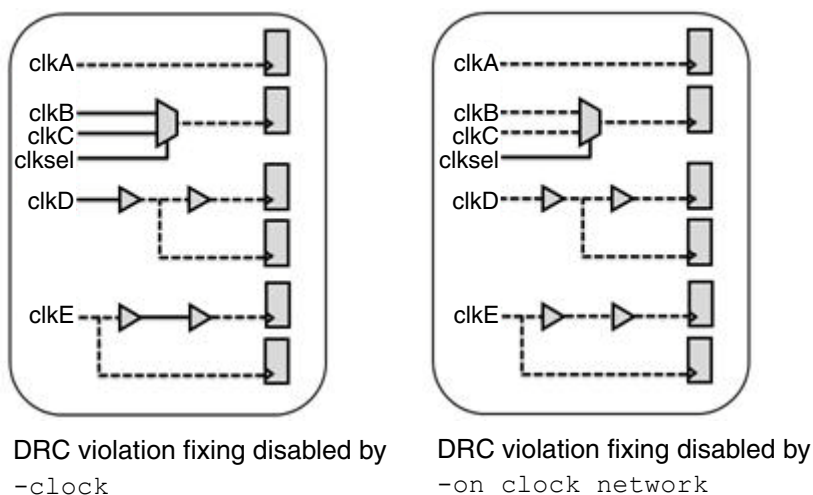 clkA
clkB
clkC
clksel
clkD
clkE
DRC violation fixing disabled by
-clock
clkA
clkB
clkC
clksel
clkD
clkE
DRC violation fixing disabled by
-on clock network